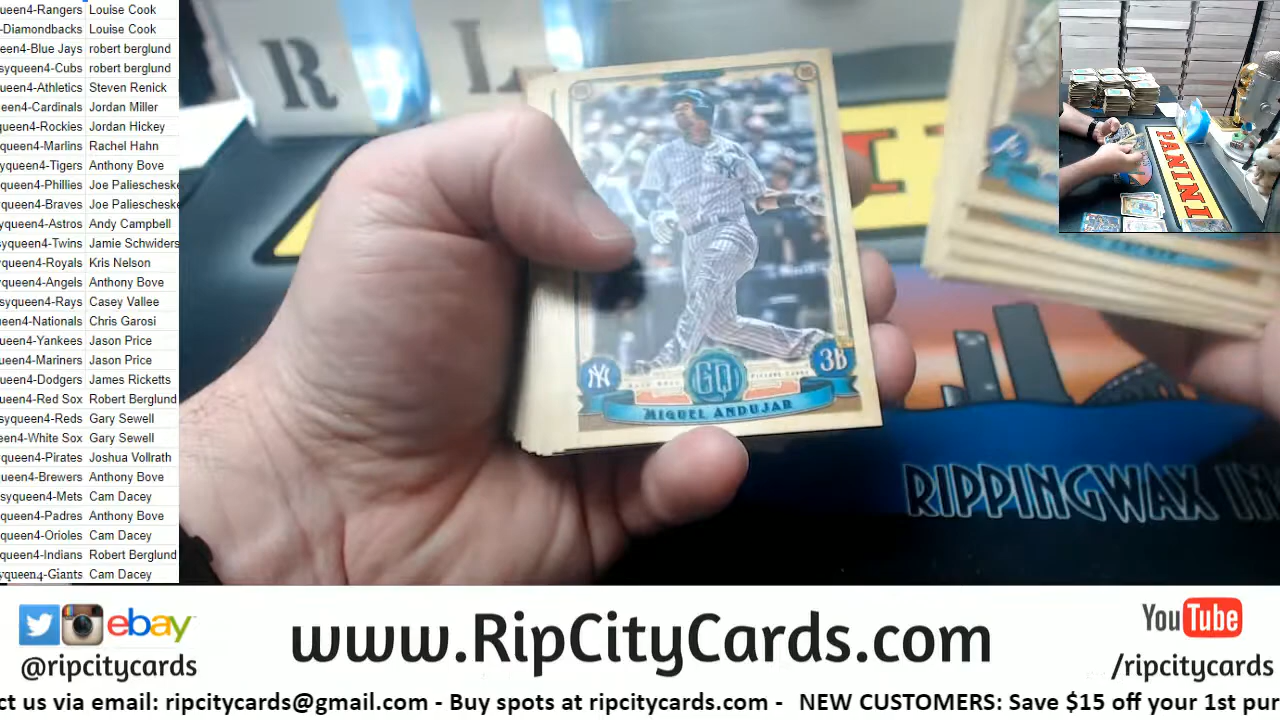 ueen4-Rangers Louise Cook
-Diamondbacks Louise Cook
een4-Blue Jays robert berglund
syqueen4-Cubs robert berglund
queen4-Athletics Steven Renick
een4-Cardinals Jordan Miller
queen4-Rockies Jordan Hickey
queen4-Marlins Rachel Hahn
yqueen4-Tigers Anthony Bove
queen4-Phillies Joe Paliescheske
ueen4-Braves Joe Paliescheske
syqueen4-Astros Andy Campbell
syqueen4-Twins Jamie Schwiders
queen4-Royals Kris Nelson
queen4-Angels Anthony Bove
syqueen4-Rays Casey Vallee
ueen4-Nationals Chris Garosi
queen4-Yankees Jason Price
queen4-Mariners Jason Price
queen4-Dodgers James Ricketts
queen4-Red Sox Robert Berglund
syqueen4-Reds Gary Sewell
een4-White Sox Gary Sewell
queen4-Pirates Joshua Vollrath
queen4-Brewers Anthony Bove
syqueen4-Mets Cam Dacey
queen4-Padres Anthony Bove
queen4-Orioles Cam Dacey
ueen4-Indians Robert Berglund
yqueen4-Giants Cam Dacey
R L
NY
NY GQ 3B
MIGUEL ANDUJAR
PANINI
RIPPINGWAX IN
ebay
@ripcitycards
www.RipCityCards.com
YouTube
/ripcitycards
ct us via email: ripcitycards@gmail.com - Buy spots at ripcitycards.com - NEW CUSTOMERS: Save $15 off your 1st pur